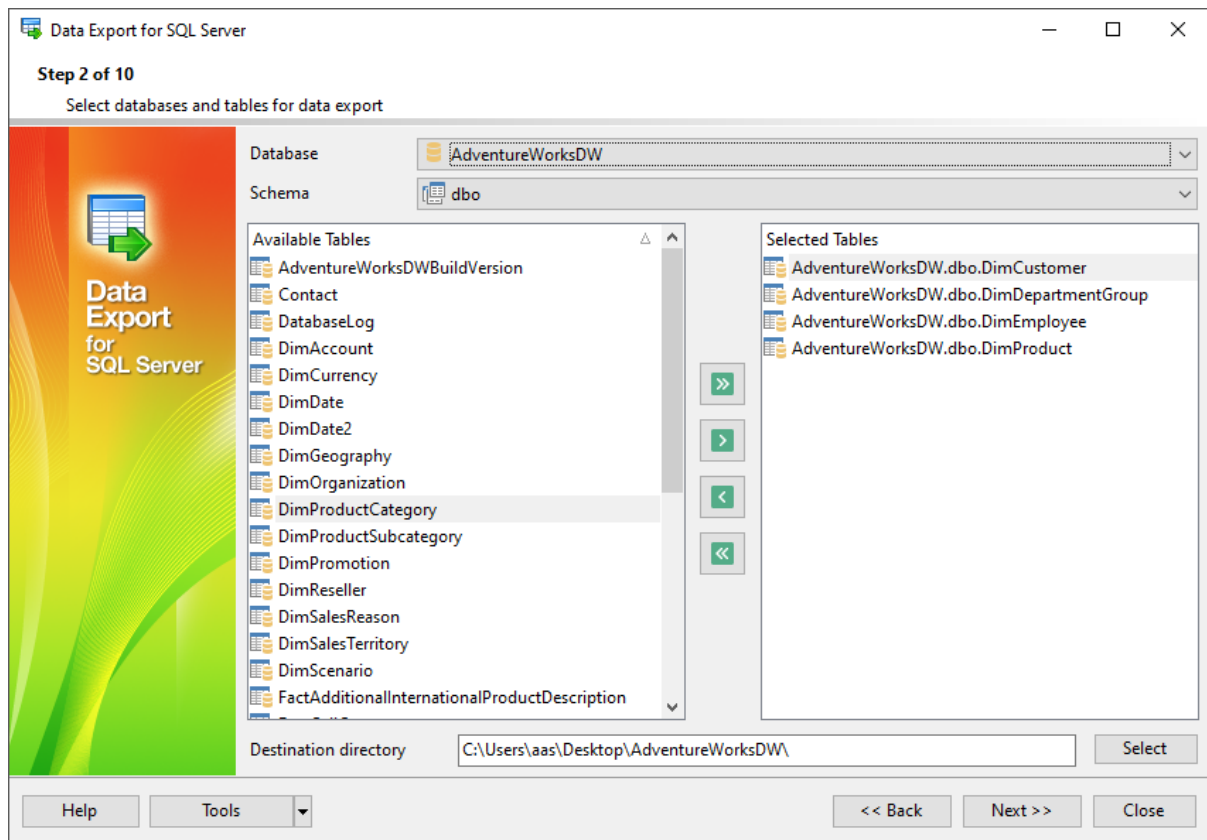 Data Export for SQL Server
Step 2 of 10
Select databases and tables for data export
Data
Export
for
SQL Server
Database
AdventureWorksDW
Schema
dbo
Available Tables
AdventureWorksDWBuildVersion
Contact
DatabaseLog
DimAccount
DimCurrency
DimDate
DimDate2
DimGeography
DimOrganization
DimProductCategory
DimProductSubcategory
DimPromotion
DimReseller
DimSalesReason
DimSalesTerritory
DimScenario
FactAdditionalInternationalProductDescription
Selected Tables
AdventureWorksDW.dbo.DimCustomer
AdventureWorksDW.dbo.DimDepartmentGroup
AdventureWorksDW.dbo.DimEmployee
AdventureWorksDW.dbo.DimProduct
Destination directory
C:\Users\aas\Desktop\AdventureWorksDW\
Select
Help
Tools
<< Back
Next >>
Close